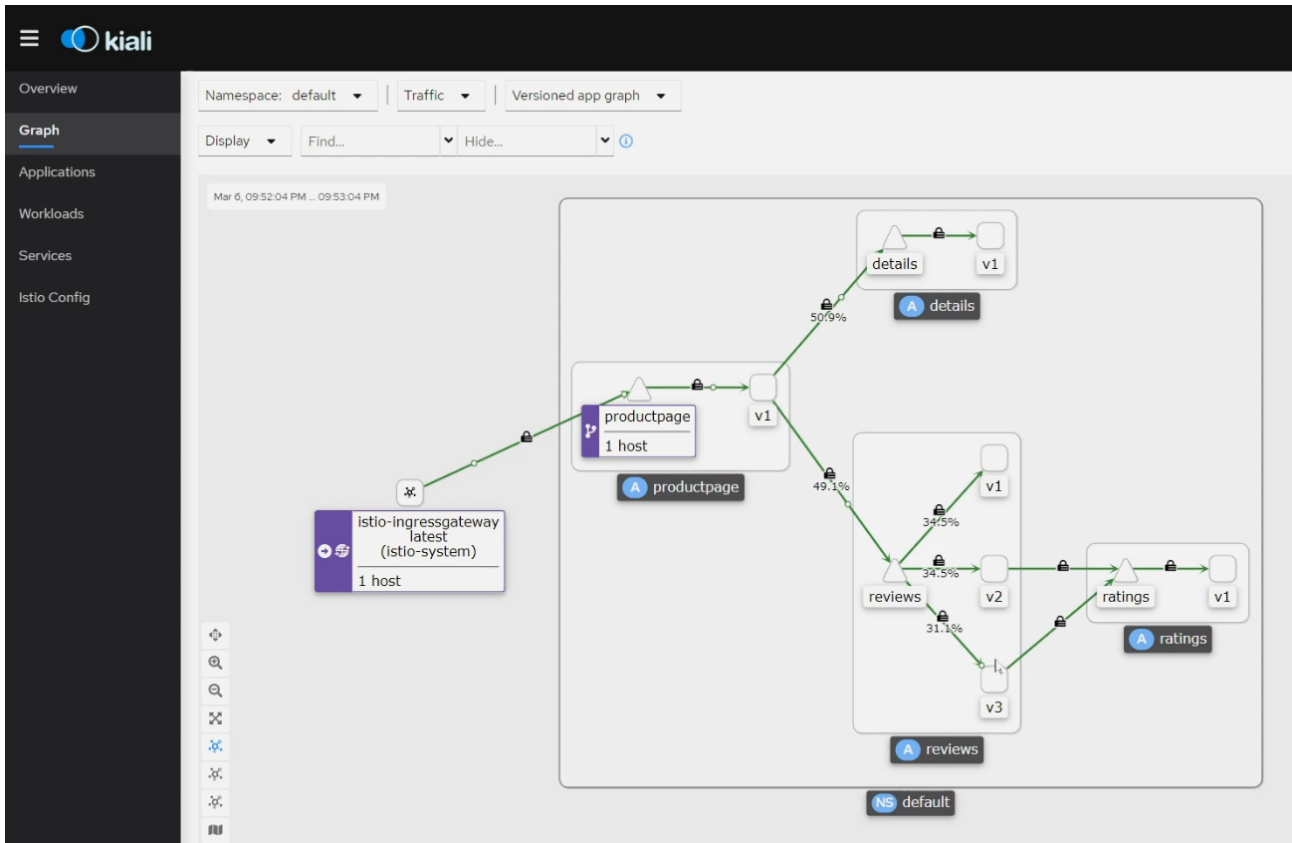 kiali
Overview
Graph
Applications
Workloads
Services
Istio Config
Namespace: default
Traffic
Versioned app graph
Display
Find...
Hide...
Mar 6, 09:52:04 PM ... 09:53:04 PM
details
v1
A details
50.9%
productpage
1 host
v1
A productpage
49.1%
istio-ingressgateway
latest
(istio-system)
1 host
v1
34.5%
34.5%
reviews
v2
31.1%
v3
A reviews
ratings
v1
A ratings
NS default